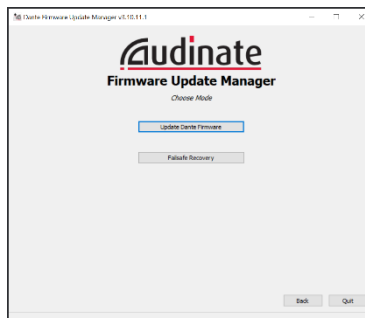 Dante Firmware Update Manager v3.10.11.1
Audinate
Firmware Update Manager
Choose Mode
Update Dante Firmware
Failsafe Recovery
Back
Quit